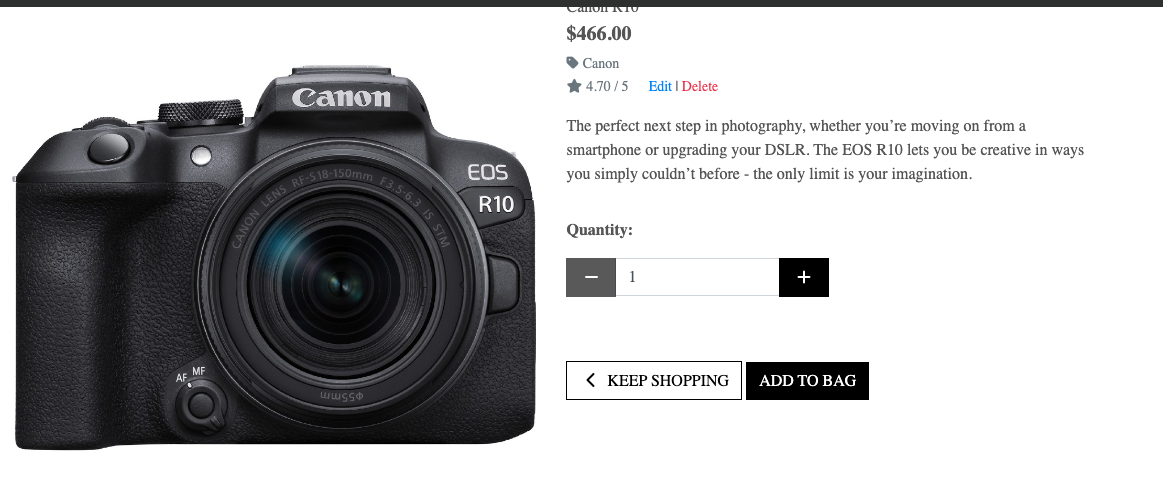 Canon R10
$466.00
Canon
4.70 / 5 Edit | Delete
The perfect next step in photography, whether you’re moving on from a
smartphone or upgrading your DSLR. The EOS R10 lets you be creative in ways
you simply couldn’t before - the only limit is your imagination.
Quantity:
− 1 +
KEEP SHOPPING ADD TO BAG
Canon
EOS
R10
CANON LENS RF-S18-150mm F3.5-6.3 IS STM
AF MF
φ55mm